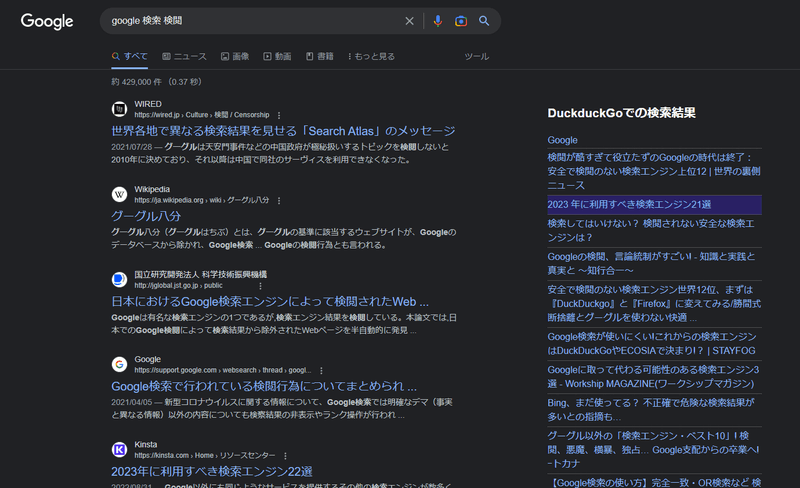 Google
google 検索 検閲
すべて
ニュース
画像
動画
書籍
もっと見る
ツール
約 429,000 件 （0.37 秒）
WIRED
https://wired.jp › Culture › 検閲 / Censorship
世界各地で異なる検索結果を見せる「Search Atlas」のメッセージ
2021/07/28 — グーグルは天安門事件などの中国政府が極秘扱いするトピックを検閲しないと
2010年に決めており、それ以降は中国で同社のサーヴィスを利用できなくなった。
Wikipedia
https://ja.wikipedia.org › wiki › グーグル八分
グーグル八分
グーグル八分（グーグルはちぶ）とは、グーグルの基準に該当するウェブサイトが、Googleの
データベースから除かれ、Google検索 ... Googleの検閲行為とも言われる。
国立研究開発法人 科学技術振興機構
http://jglobal.jst.go.jp › public
日本におけるGoogle検索エンジンによって検閲されたWeb ...
Googleは有名な検索エンジンの1つであるが,検索エンジン結果を検閲している。本論文では,日
本でのGoogle検閲によって検索結果から除外されたWebページを半自動的に発見 ...
Google
https://support.google.com › websearch › thread › googl...
Google検索で行われている検閲行為についてまとめられ ...
2021/04/05 — 新型コロナウイルスに関する情報について、Google検索では明確なデマ（事実
と異なる情報）以外の内容についても検察結果の非表示やランク操作が行われ ...
Kinsta
https://kinsta.com › Home › リソースセンター
2023年に利用すべき検索エンジン22選
2022/08/31 — Google以外にも同じようなサービスを提供するその他の検索エンジンが数多く
DuckduckGoでの検索結果
Google
検閲が酷すぎて役立たずのGoogleの時代は終了：
安全で検閲のない検索エンジン上位12 | 世界の裏側
ニュース
2023 年に利用すべき検索エンジン21選
検索してはいけない？ 検閲されない安全な検索エ
ンジンは？
Googleの検閲、言論統制がすごい! - 知識と実践と
真実と 〜知行合一〜
安全で検閲のない検索エンジン世界12位、まずは
『DuckDuckgo』と『Firefox』に変えてみる/勝間式
断捨離とグーグルを使わない快適 ...
Google検索が使いにくい!これからの検索エンジン
はDuckDuckGoやECOSIAで決まり!？ | STAYFOG
Googleに取って代わる可能性のある検索エンジン3
選 - Workship MAGAZINE(ワークシップマガジン)
Bing、まだ使ってる？ 不正確で危険な検索結果が
多いとの指摘も...
グーグル以外の「検索エンジン・ベスト10」! 検
閲、悪魔、横暴、独占... Google支配からの卒業へ!
−トカナ
【Google検索の使い方】完全一致・OR検索など 検